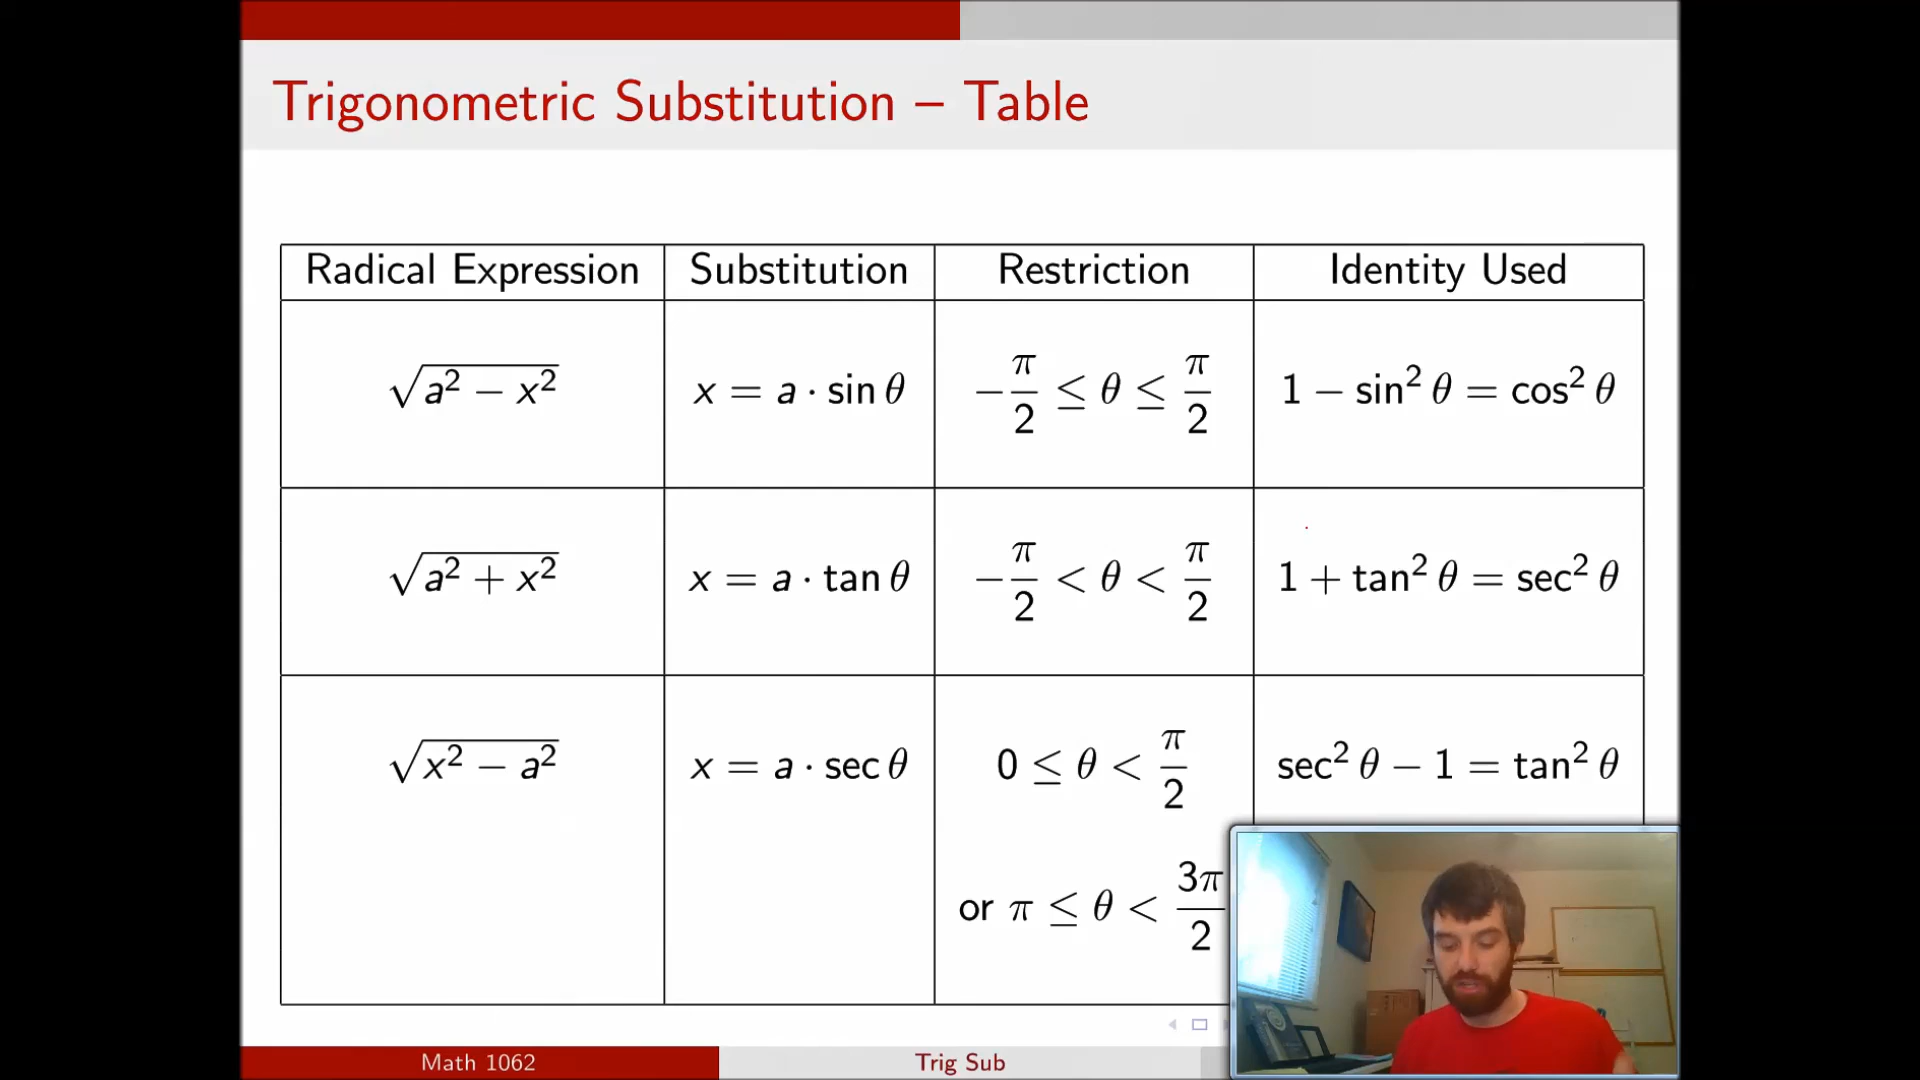 Trigonometric Substitution – Table
Radical Expression Substitution Restriction Identity Used
√(a² − x²) x = a · sin θ −π/2 ≤ θ ≤ π/2 1 − sin² θ = cos² θ
√(a² + x²) x = a · tan θ −π/2 < θ < π/2 1 + tan² θ = sec² θ
√(x² − a²) x = a · sec θ 0 ≤ θ < π/2 sec² θ − 1 = tan² θ
or π ≤ θ < 3π/2
Math 1062 Trig Sub